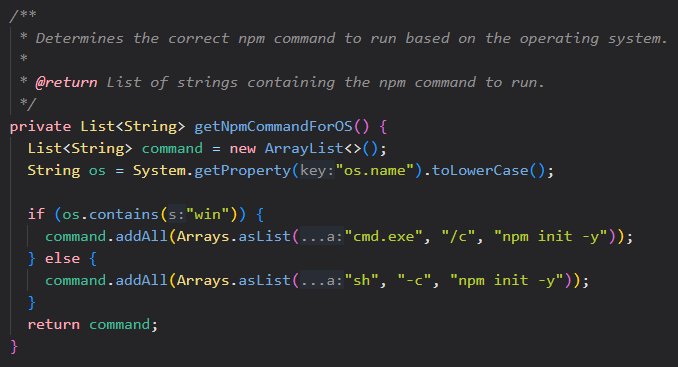 /**
 * Determines the correct npm command to run based on the operating system.
 *
 * @return List of strings containing the npm command to run.
 */
private List<String> getNpmCommandForOS() {
  List<String> command = new ArrayList<>();
  String os = System.getProperty(key:"os.name").toLowerCase();

  if (os.contains(s:"win")) {
    command.addAll(Arrays.asList(...a:"cmd.exe", "/c", "npm init -y"));
  } else {
    command.addAll(Arrays.asList(...a:"sh", "-c", "npm init -y"));
  }
  return command;
}